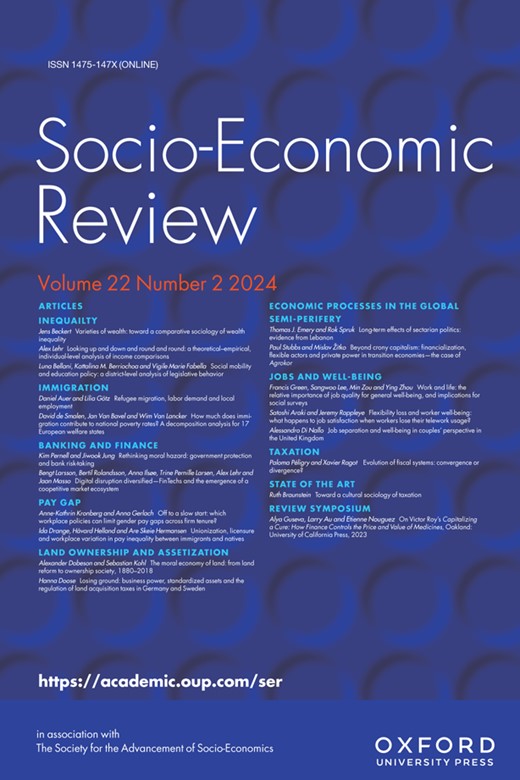 ISSN 1475-147X (ONLINE)
Socio-Economic
Review
Volume 22 Number 2 2024
ARTICLES
INEQUAILTY
Jens Beckert Varieties of wealth: toward a comparative sociology of wealth
inequality
Alex Lehr Looking up and down and round and round: a theoretical–empirical,
individual-level analysis of income comparisons
Luna Bellani, Kattalina M. Berriochoa and Vigile Marie Fabella Social mobility
and education policy: a district-level analysis of legislative behavior
IMMIGRATION
Daniel Auer and Lilia Götz Refugee migration, labor demand and local
employment
David de Smalen, Jan Van Bavel and Wim Van Lancker How much does immi-
gration contribute to national poverty rates? A decomposition analysis for 17
European welfare states
BANKING AND FINANCE
Kim Pernell and Jiwook Jung Rethinking moral hazard: government protection
and bank risk-taking
Bengt Larsson, Bertil Rolandsson, Anna Ilsøe, Trine Pernille Larsen, Alex Lehr and
Jaan Masso Digital disruption diversified—FinTechs and the emergence of a
coopetitive market ecosystem
PAY GAP
Anne-Kathrin Kronberg and Anna Gerlach Off to a slow start: which
workplace policies can limit gender pay gaps across firm tenure?
Ida Drange, Håvard Helland and Are Skeie Hermansen Unionization, licensure
and workplace variation in pay inequality between immigrants and natives
LAND OWNERSHIP AND ASSETIZATION
Alexander Dobeson and Sebastian Kohl The moral economy of land: from land
reform to ownership society, 1880–2018
Hanna Doose Losing ground: business power, standardized assets and the
regulation of land acquisition taxes in Germany and Sweden
ECONOMIC PROCESSES IN THE GLOBAL
SEMI-PERIFERY
Thomas J. Emery and Rok Spruk Long-term effects of sectarian politics:
evidence from Lebanon
Paul Stubbs and Mislav Žitko Beyond crony capitalism: financialization,
flexible actors and private power in transition economies—the case of
Agrokor
JOBS AND WELL-BEING
Francis Green, Sangwoo Lee, Min Zou and Ying Zhou Work and life: the
relative importance of job quality for general well-being, and implications for
social surveys
Satoshi Araki and Jeremy Rappleye Flexibility loss and worker well-being:
what happens to job satisfaction when workers lose their telework usage?
Alessandro Di Nallo Job separation and well-being in couples' perspective in
the United Kingdom
TAXATION
Paloma Péligry and Xavier Ragot Evolution of fiscal systems: convergence or
divergence?
STATE OF THE ART
Ruth Braunstein Toward a cultural sociology of taxation
REVIEW SYMPOSIUM
Alya Guseva, Larry Au and Etienne Nouguez On Victor Roy's Capitalizing
a Cure: How Finance Controls the Price and Value of Medicines, Oakland:
University of California Press, 2023
https://academic.oup.com/ser
in association with
The Society for the Advancement of Socio-Economics
OXFORD
UNIVERSITY PRESS